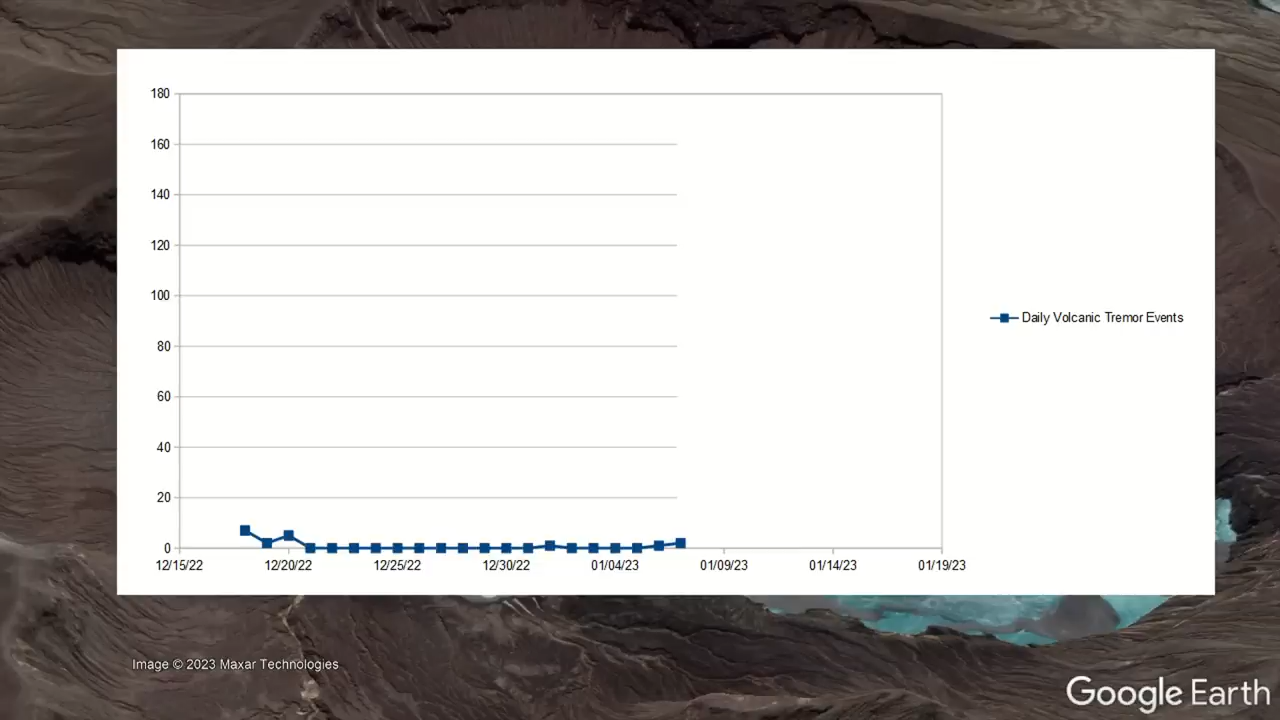 180
160
140
120
100
80
60
40
20
0
12/15/22 12/20/22 12/25/22 12/30/22 01/04/23 01/09/23 01/14/23 01/19/23
Daily Volcanic Tremor Events
Image © 2023 Maxar Technologies
Google Earth